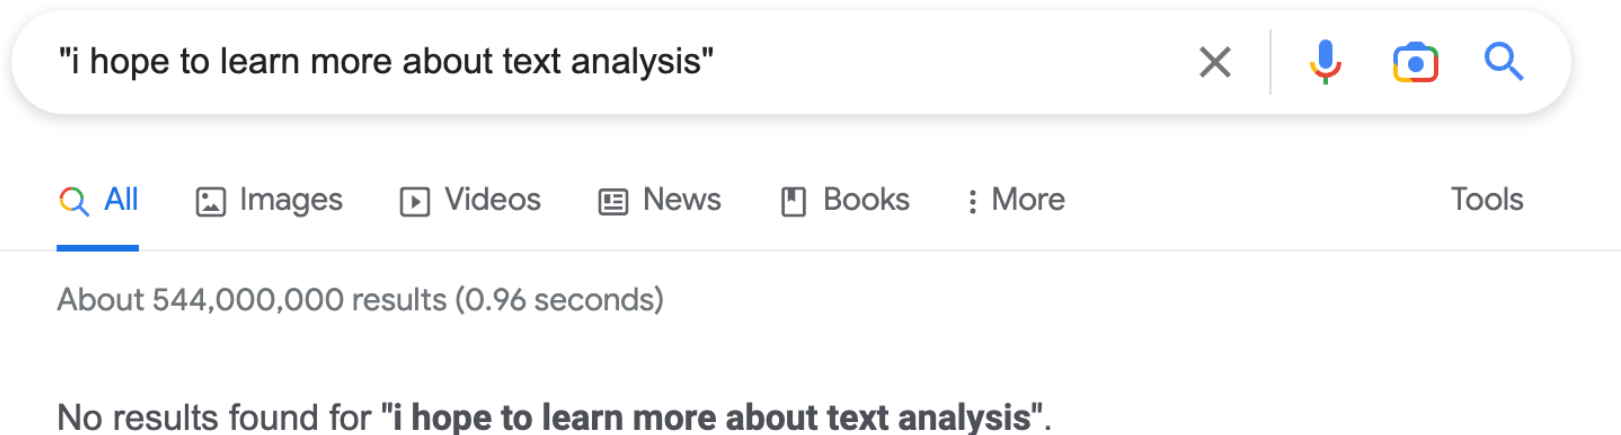 "i hope to learn more about text analysis"
All Images Videos News Books More Tools
About 544,000,000 results (0.96 seconds)
No results found for "i hope to learn more about text analysis".